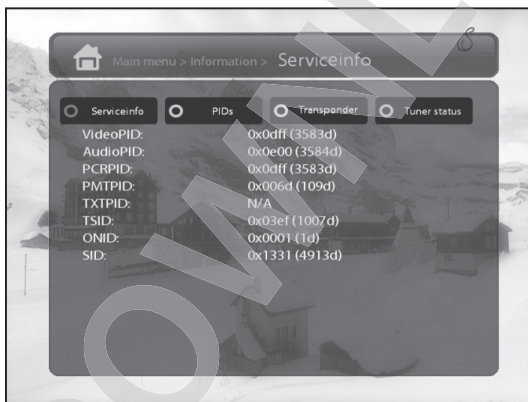 Main menu > Information > Serviceinfo
Serviceinfo PIDs Transponder Tuner status
VideoPID: 0x0dff (3583d)
AudioPID: 0x0e00 (3584d)
PCRPID: 0x0dff (3583d)
PMTPID: 0x006d (109d)
TXTPID: N/A
TSID: 0x03ef (1007d)
ONID: 0x0001 (1d)
SID: 0x1331 (4913d)